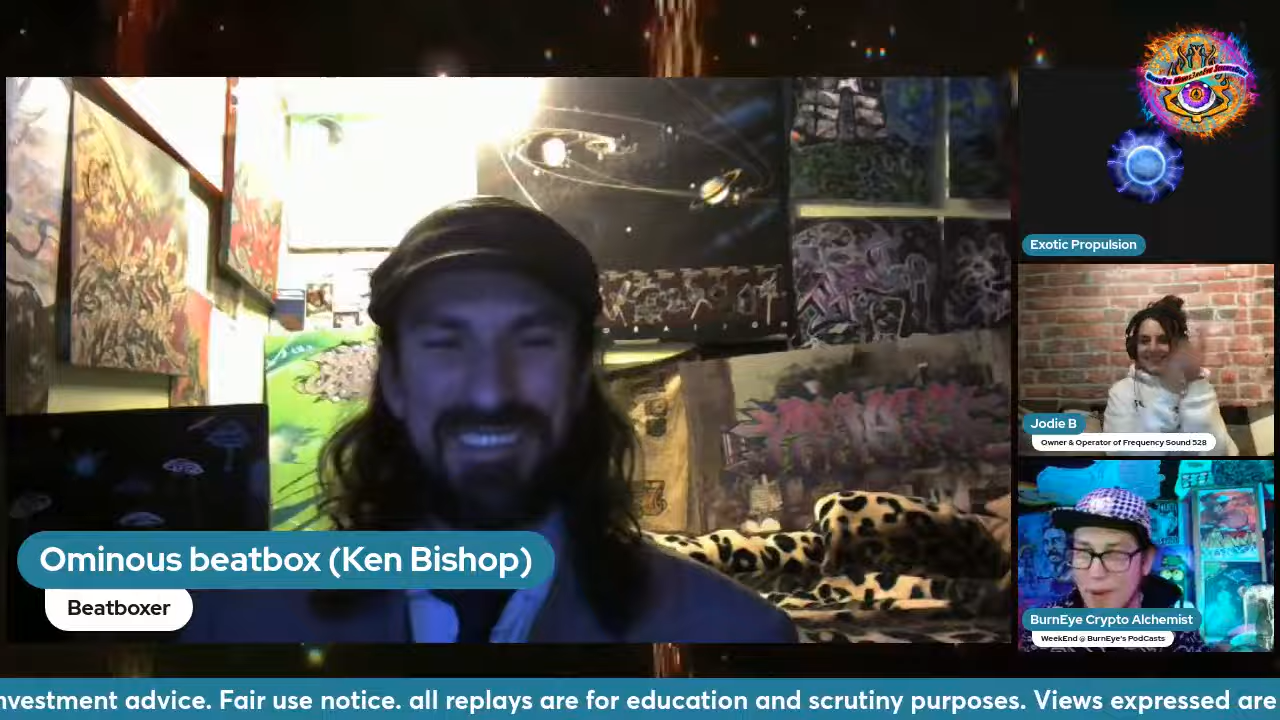 Exotic Propulsion
Jodie B
Owner & Operator of Frequency Sound 528
Ominous beatbox (Ken Bishop)
Beatboxer
BurnEye Crypto Alchemist
WeekEnd @ BurnEye's PodCasts
nvestment advice. Fair use notice. all replays are for education and scrutiny purposes. Views expressed are